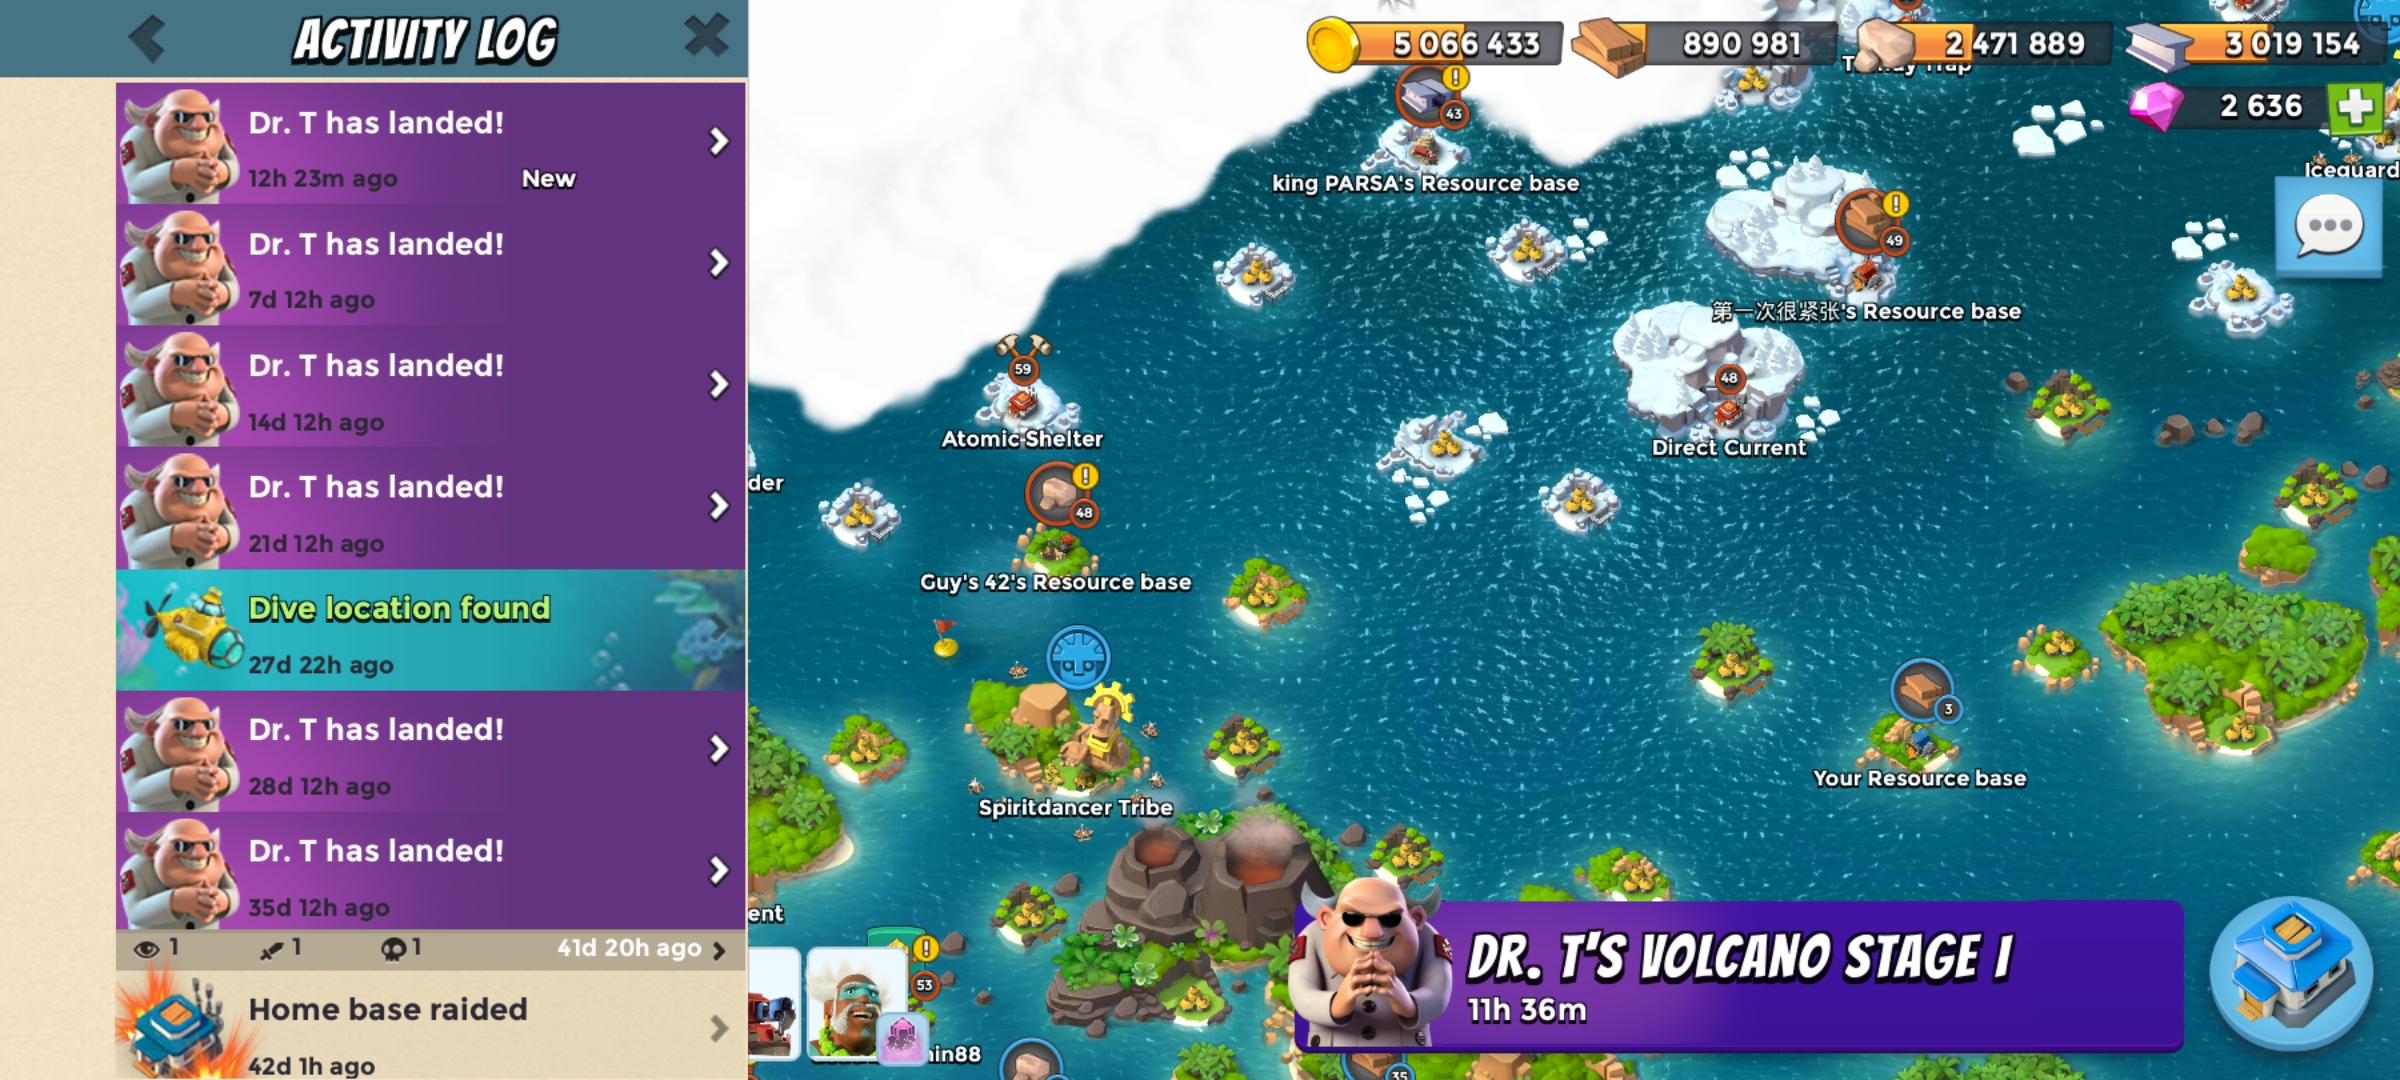 ACTIVITY LOG
Dr. T has landed!
12h 23m ago
New
Dr. T has landed!
7d 12h ago
Dr. T has landed!
14d 12h ago
Dr. T has landed!
21d 12h ago
Dive location found
27d 22h ago
Dr. T has landed!
28d 12h ago
Dr. T has landed!
35d 12h ago
1 1 1 41d 20h ago
Home base raided
42d 1h ago
5 066 433
890 981
2 471 889
3 019 154
2 636
43
king PARSA's Resource base
Iceguard
49
第一次很紧张's Resource base
59
Atomic Shelter
48
Direct Current
der
48
Guy's 42's Resource base
Spiritdancer Tribe
3
Your Resource base
ent
53
in88
DR. T'S VOLCANO STAGE I
11h 36m
35